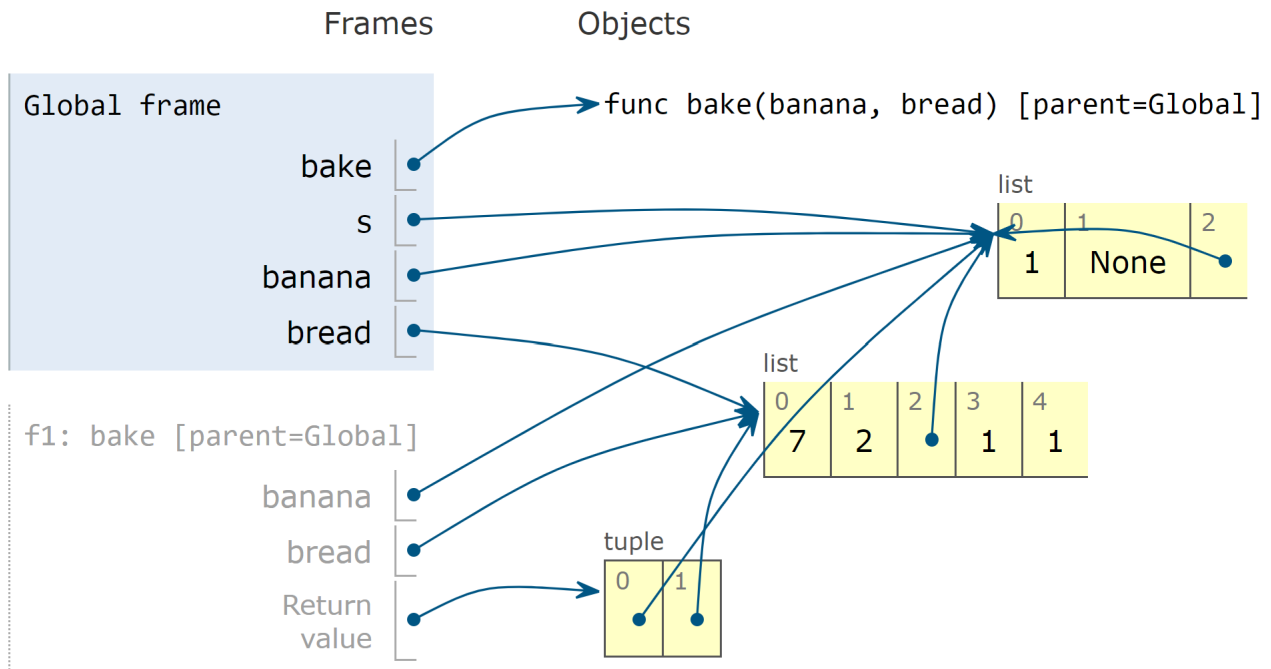 Frames Objects
Global frame
func bake(banana, bread) [parent=Global]
bake
s
banana
bread
list
0 1 2
1 None
list
0 1 2 3 4
7 2 1 1
f1: bake [parent=Global]
banana
bread
Return
value
tuple
0 1